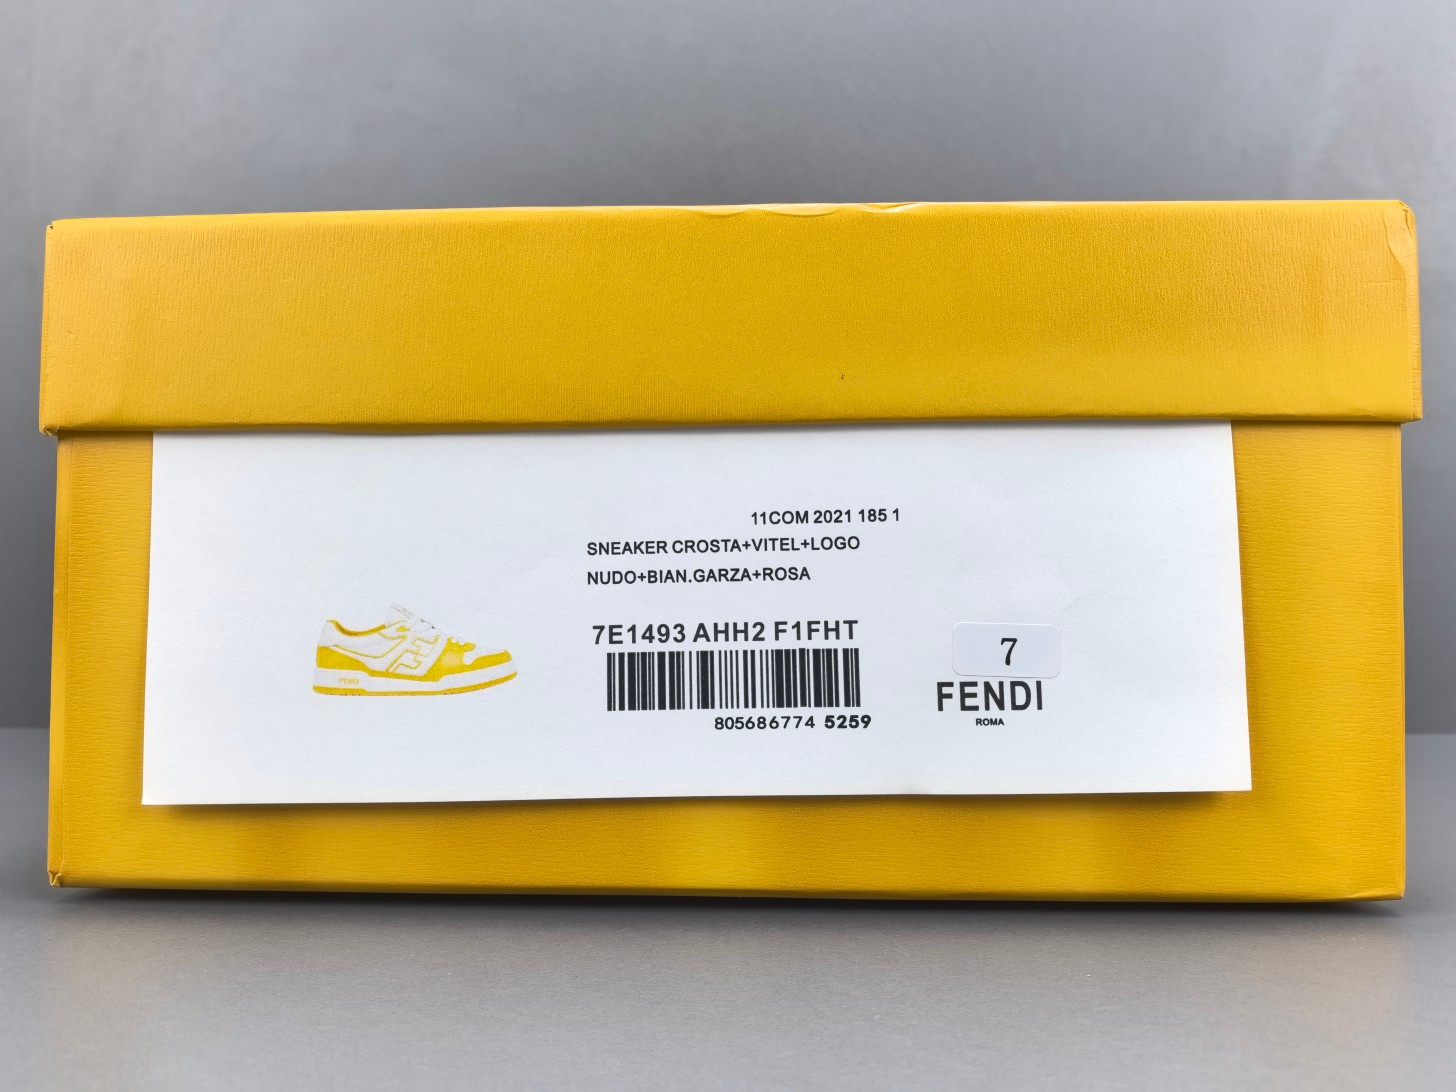 11COM 2021 185 1
SNEAKER CROSTA+VITEL+LOGO
NUDO+BIAN.GARZA+ROSA
7E1493 AHH2 F1FHT
805686774 5259
7
FENDI
ROMA
FENDI